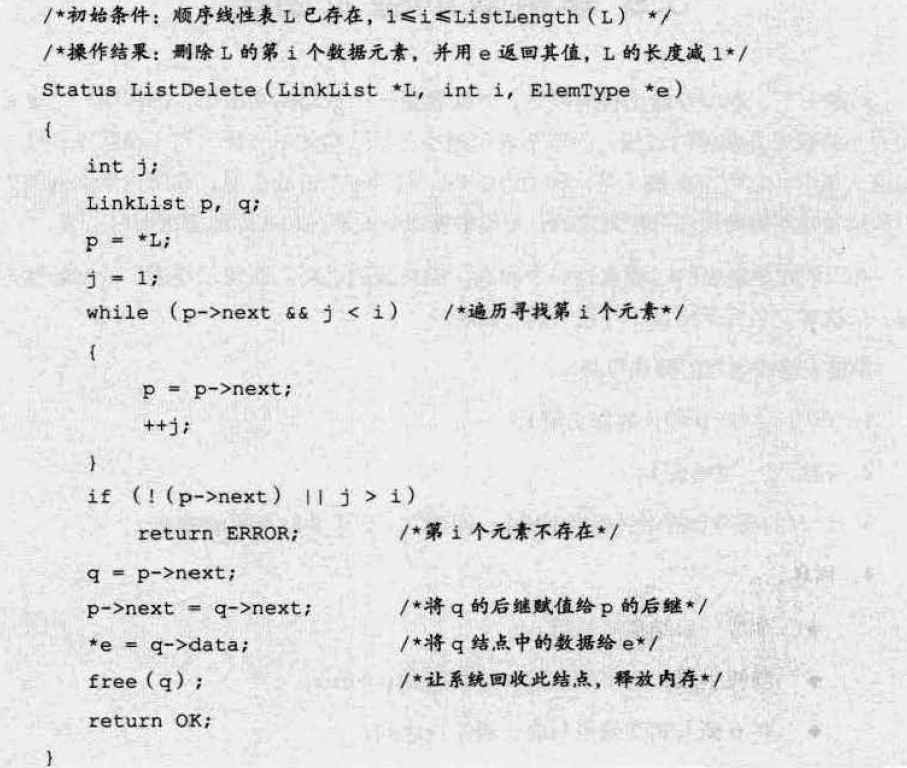 /*初始条件：顺序线性表 L 已存在，1≤i≤ListLength(L) */
/*操作结果：删除 L 的第 i 个数据元素，并用 e 返回其值，L 的长度减 1*/
Status ListDelete(LinkList *L, int i, ElemType *e)
{
int j;
LinkList p, q;
p = *L;
j = 1;
while (p->next && j < i) /*遍历寻找第 i 个元素*/
{
p = p->next;
++j;
}
if (!(p->next) || j > i)
return ERROR; /*第 i 个元素不存在*/
q = p->next;
p->next = q->next; /*将 q 的后继赋值给 p 的后继*/
*e = q->data; /*将 q 结点中的数据给 e*/
free(q); /*让系统回收此结点，释放内存*/
return OK;
}